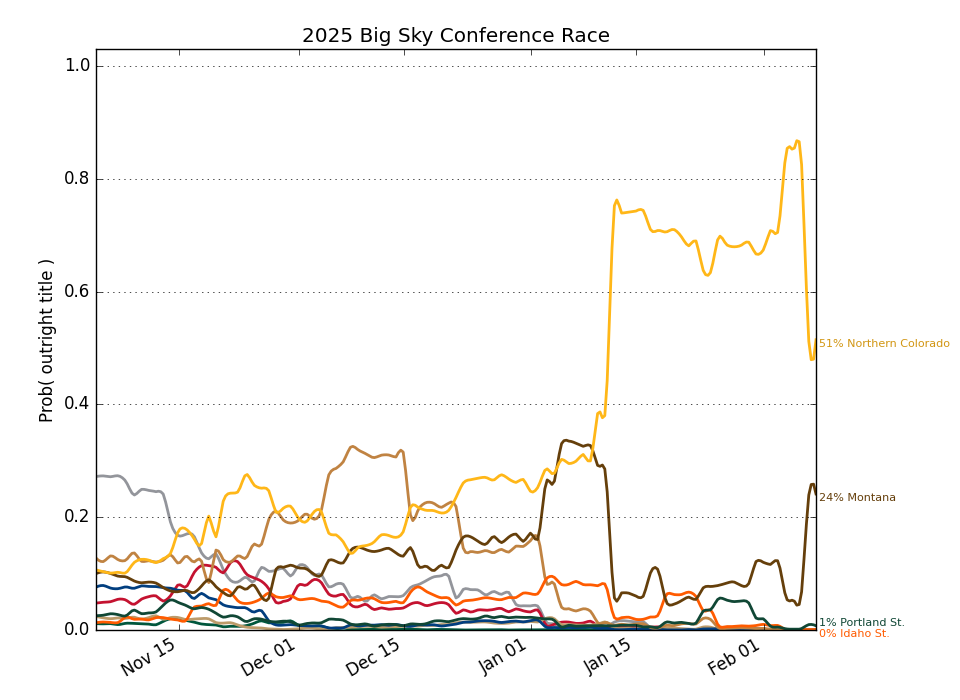 2025 Big Sky Conference Race
Prob( outright title )
1.0
0.8
0.6
0.4
0.2
0.0
51% Northern Colorado
24% Montana
1% Portland St.
0% Idaho St.
Nov 15
Dec 01
Dec 15
Jan 01
Jan 15
Feb 01